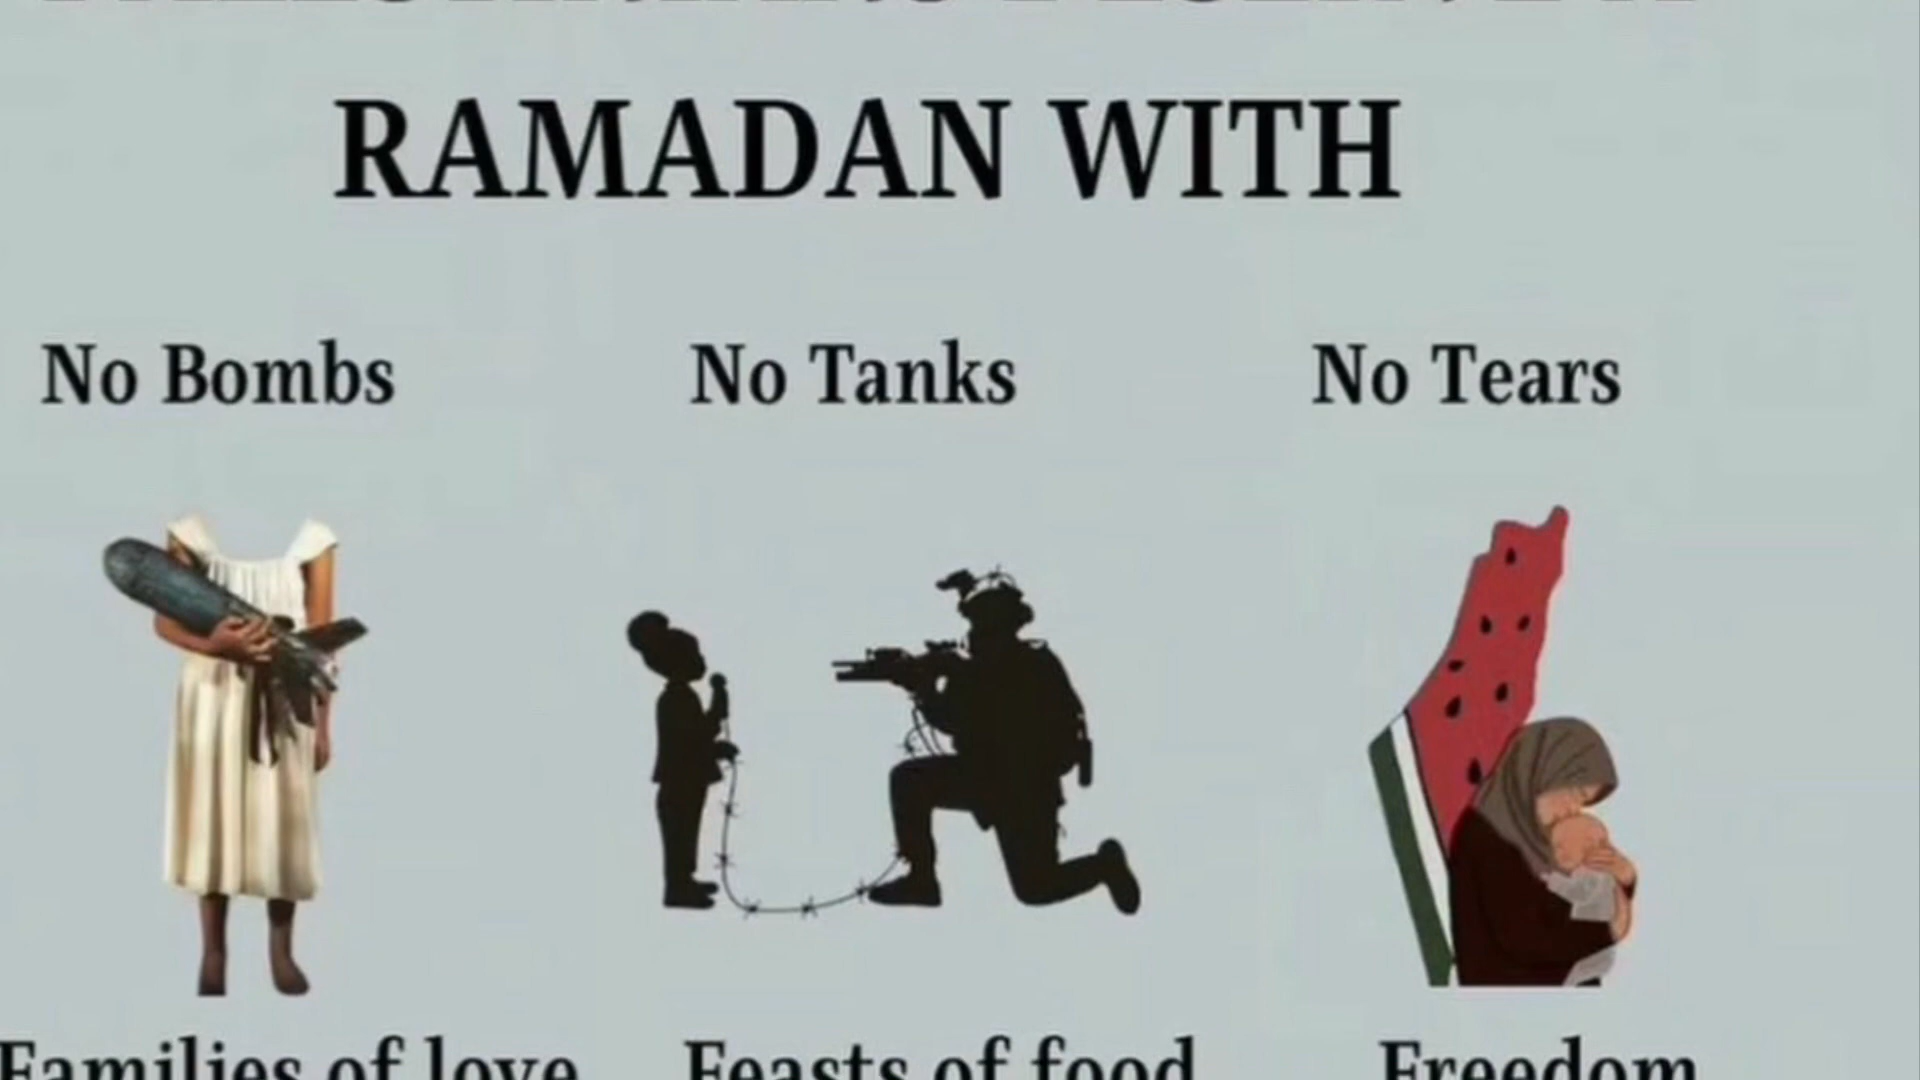 RAMADAN WITH
No Bombs No Tanks No Tears
Families of love Feasts of food Freedom